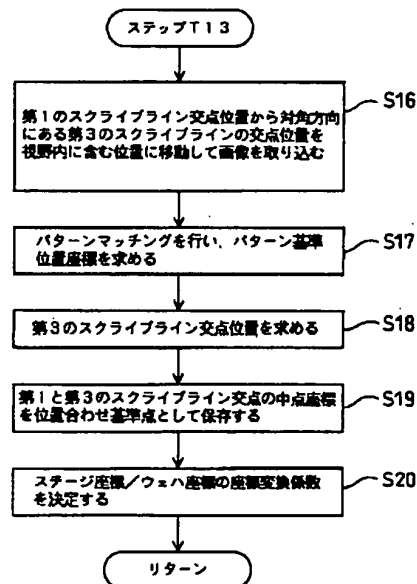 ステップT13
第1のスクライブライン交点位置から対角方向
にある第3のスクライブラインの交点位置を
視野内に含む位置に移動して画像を取り込む
S16
パターンマッチングを行い、パターン基準
位置座標を求める
S17
第3のスクライブライン交点位置を求める
S18
第1と第3のスクライブライン交点の中点座標
を位置合わせ基準点として保存する
S19
ステージ座標/ウェハ座標の座標変換係数
を決定する
S20
リターン